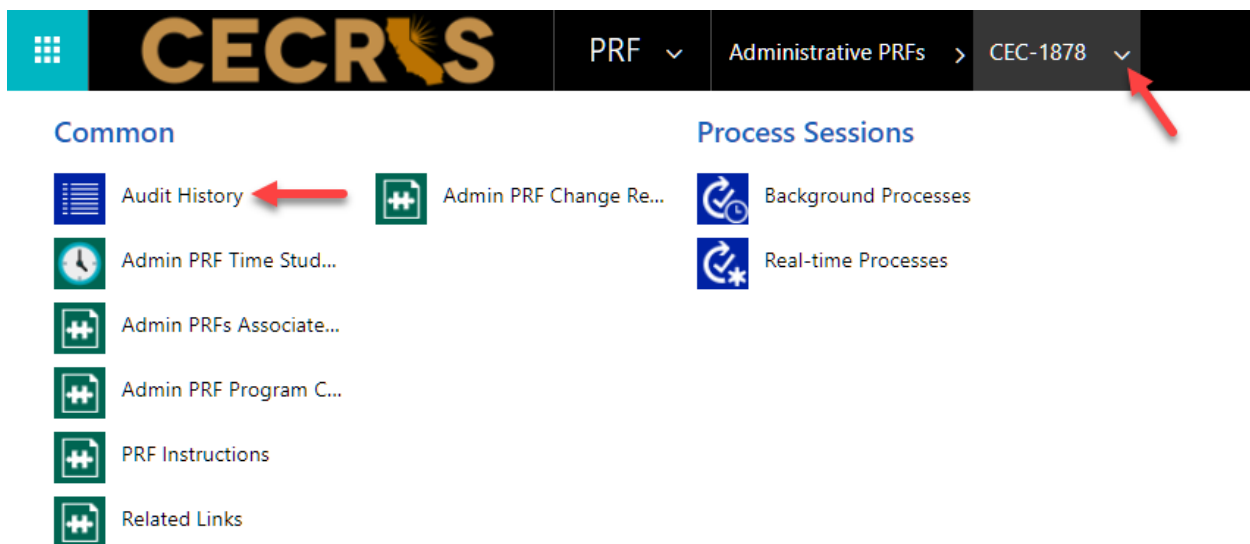 CECRIS PRF Administrative PRFs > CEC-1878
Common Process Sessions
Audit History Admin PRF Change Re... Background Processes
Admin PRF Time Stud... Real-time Processes
Admin PRFs Associate...
Admin PRF Program C...
PRF Instructions
Related Links